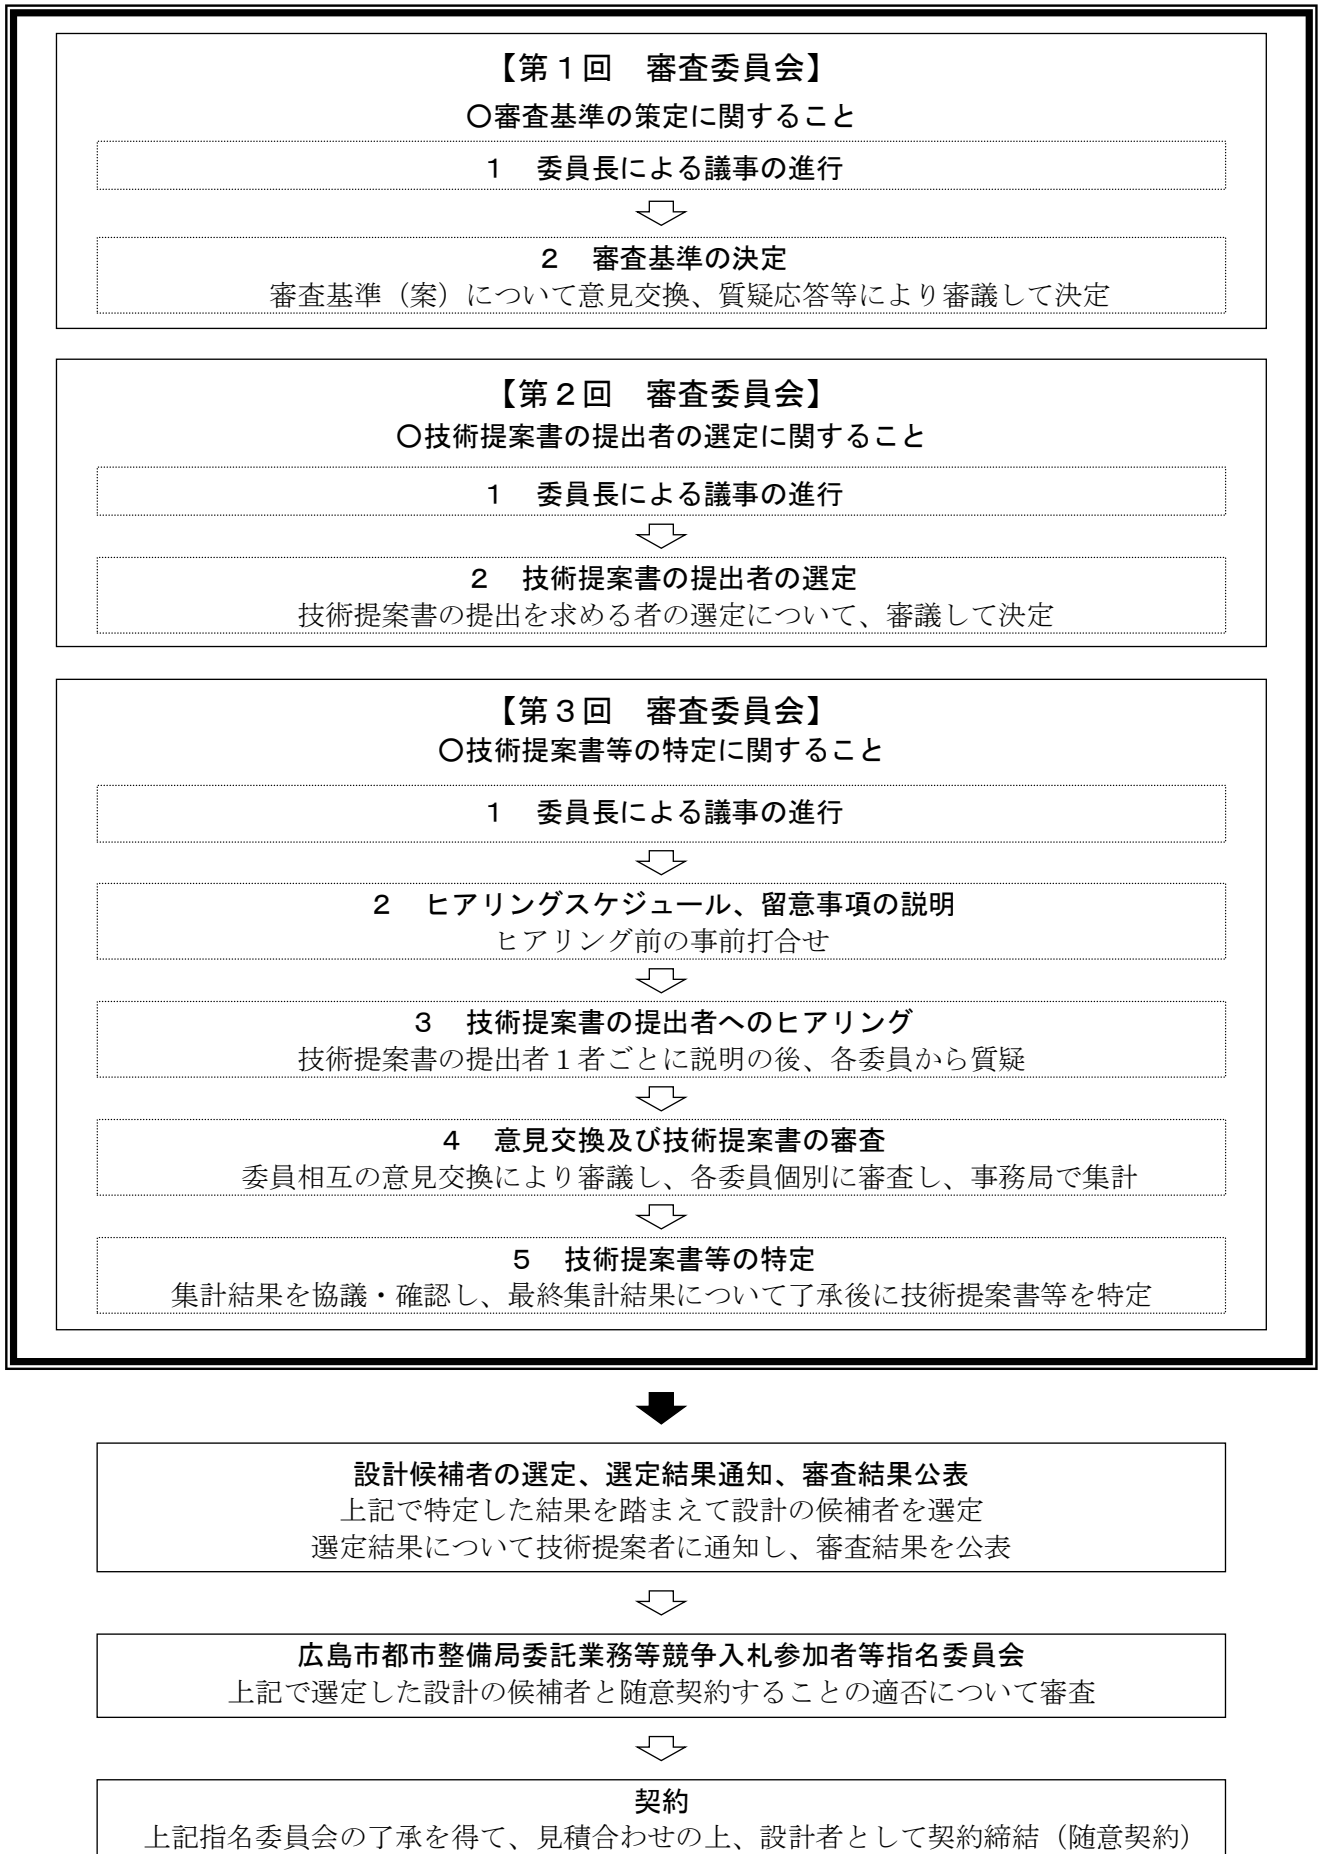 【第１回　審査委員会】
〇審査基準の策定に関すること
１　委員長による議事の進行
２　審査基準の決定
審査基準（案）について意見交換、質疑応答等により審議して決定
【第２回　審査委員会】
〇技術提案書の提出者の選定に関すること
１　委員長による議事の進行
２　技術提案書の提出者の選定
技術提案書の提出を求める者の選定について、審議して決定
【第３回　審査委員会】
〇技術提案書等の特定に関すること
１　委員長による議事の進行
２　ヒアリングスケジュール、留意事項の説明
ヒアリング前の事前打合せ
３　技術提案書の提出者へのヒアリング
技術提案書の提出者１者ごとに説明の後、各委員から質疑
４　意見交換及び技術提案書の審査
委員相互の意見交換により審議し、各委員個別に審査し、事務局で集計
５　技術提案書等の特定
集計結果を協議・確認し、最終集計結果について了承後に技術提案書等を特定
設計候補者の選定、選定結果通知、審査結果公表
上記で特定した結果を踏まえて設計の候補者を選定
選定結果について技術提案者に通知し、審査結果を公表
広島市都市整備局委託業務等競争入札参加者等指名委員会
上記で選定した設計の候補者と随意契約することの適否について審査
契約
上記指名委員会の了承を得て、見積合わせの上、設計者として契約締結（随意契約）